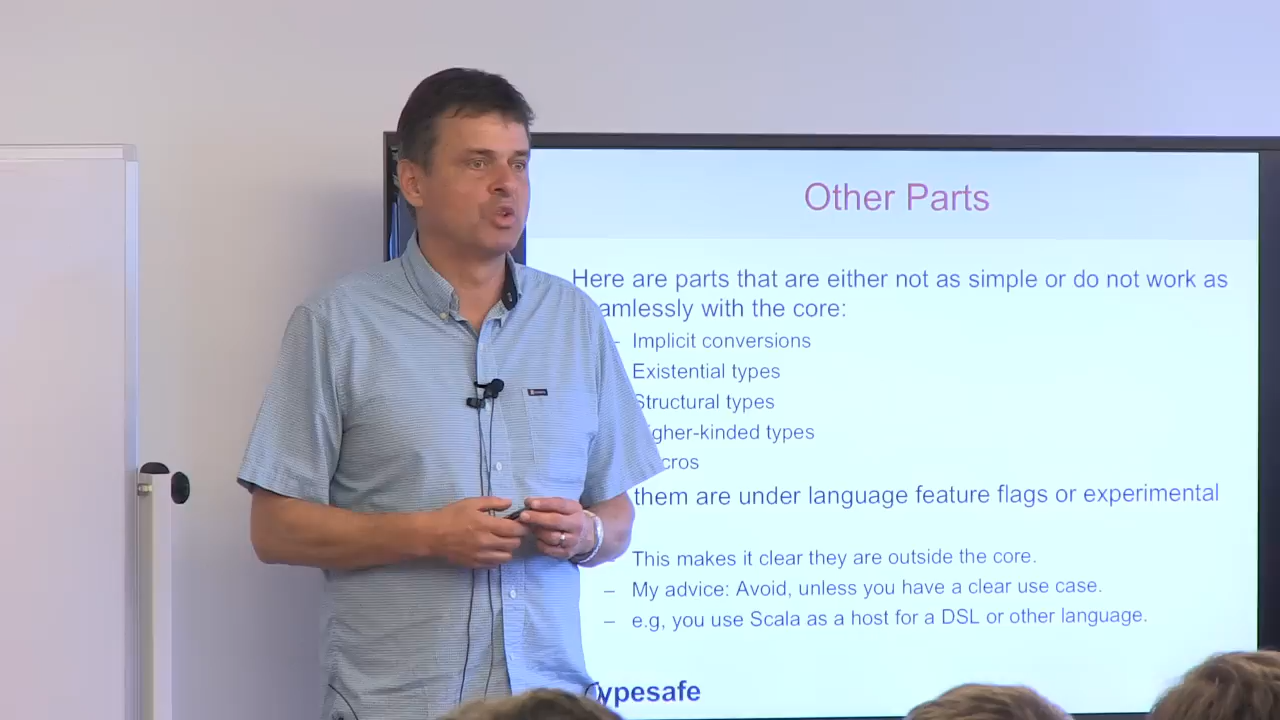 Other Parts
Here are parts that are either not as simple or do not work as
amlessly with the core:
– Implicit conversions
Existential types
Structural types
igher-kinded types
cros
them are under language feature flags or experimental
This makes it clear they are outside the core.
– My advice: Avoid, unless you have a clear use case.
– e.g, you use Scala as a host for a DSL or other language.
Typesafe